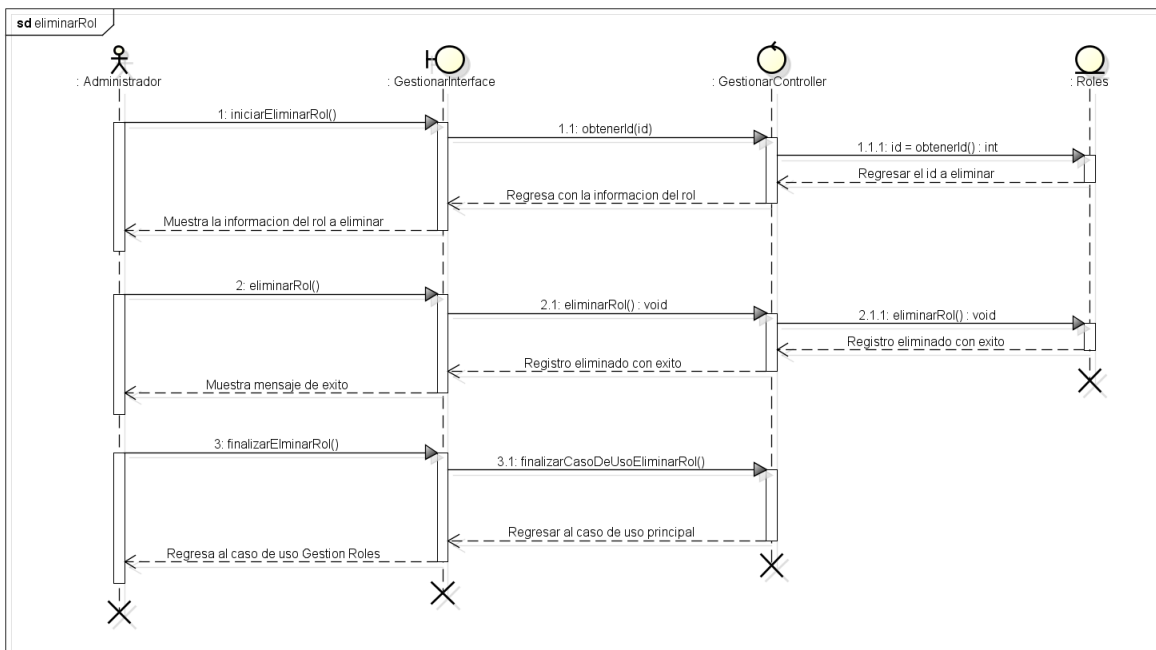 sd eliminarRol
: Administrador
: GestionarInterface
: GestionarController
: Roles
1: iniciarEliminarRol()
1.1: obtenerId(id)
1.1.1: id = obtenerId() : int
Regresar el id a eliminar
Regresa con la informacion del rol
Muestra la informacion del rol a eliminar
2: eliminarRol()
2.1: eliminarRol() : void
2.1.1: eliminarRol() : void
Registro eliminado con exito
Registro eliminado con exito
Muestra mensaje de exito
3: finalizarElminarRol()
3.1: finalizarCasoDeUsoEliminarRol()
Regresar al caso de uso principal
Regresa al caso de uso Gestion Roles